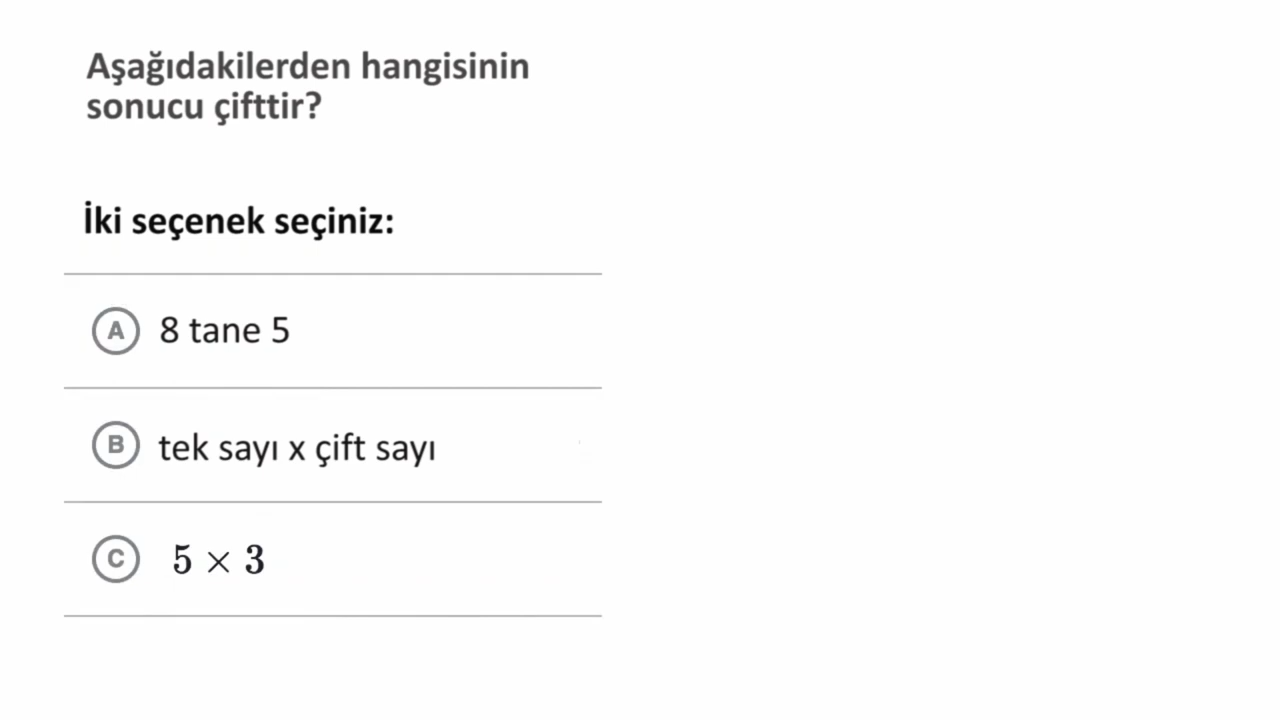 Aşağıdakilerden hangisinin
sonucu çifttir?
İki seçenek seçiniz:
A 8 tane 5
B tek sayı x çift sayı
C 5 × 3